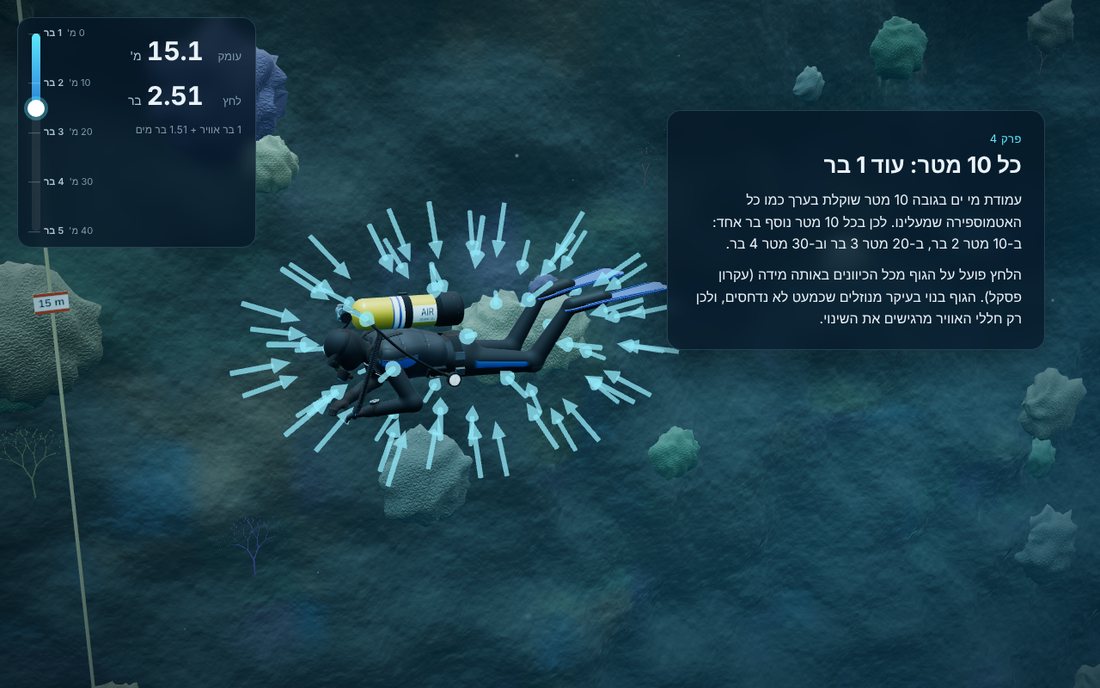 0 מ' 1 בר
10 מ' 2 בר
20 מ' 3 בר
30 מ' 4 בר
40 מ' 5 בר
עומק 15.1 מ'
לחץ 2.51 בר
1 בר אוויר + 1.51 בר מים
פרק 4
כל 10 מטר: עוד 1 בר
עמודת מי ים בגובה 10 מטר שוקלת בערך כמו כל
האטמוספירה שמעלינו. לכן בכל 10 מטר נוסף בר אחד:
ב-10 מטר 2 בר, ב-20 מטר 3 בר וב-30 מטר 4 בר.
הלחץ פועל על הגוף מכל הכיוונים באותה מידה (עקרון
פסקל). הגוף בנוי בעיקר מנוזלים שכמעט לא נדחסים, ולכן
רק חללי האוויר מרגישים את השינוי.
15 m
AIR